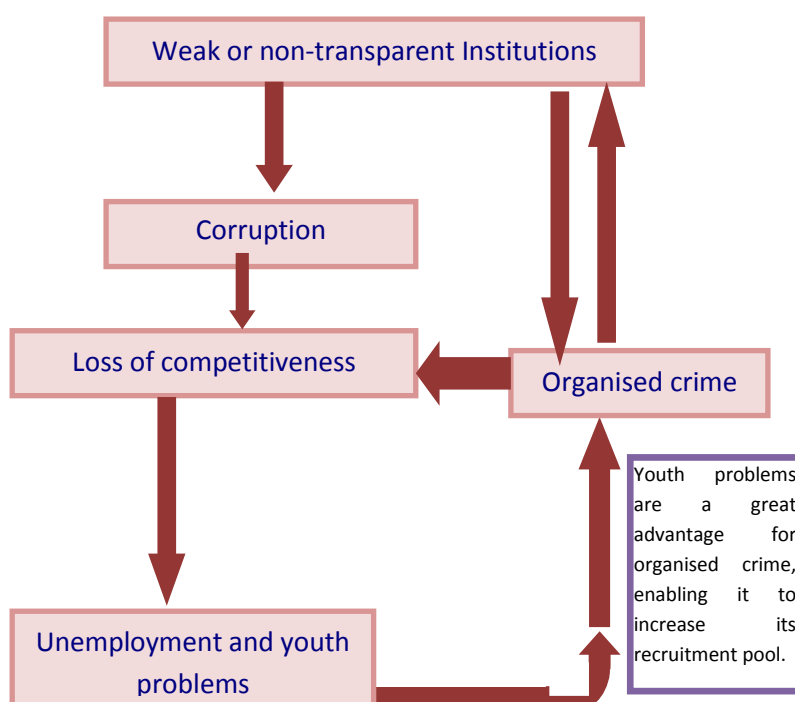 Weak or non-transparent Institutions
Corruption
Loss of competitiveness
Organised crime
Youth problems
are a great
advantage for
organised crime,
enabling it to
increase its
recruitment pool.
Unemployment and youth
problems